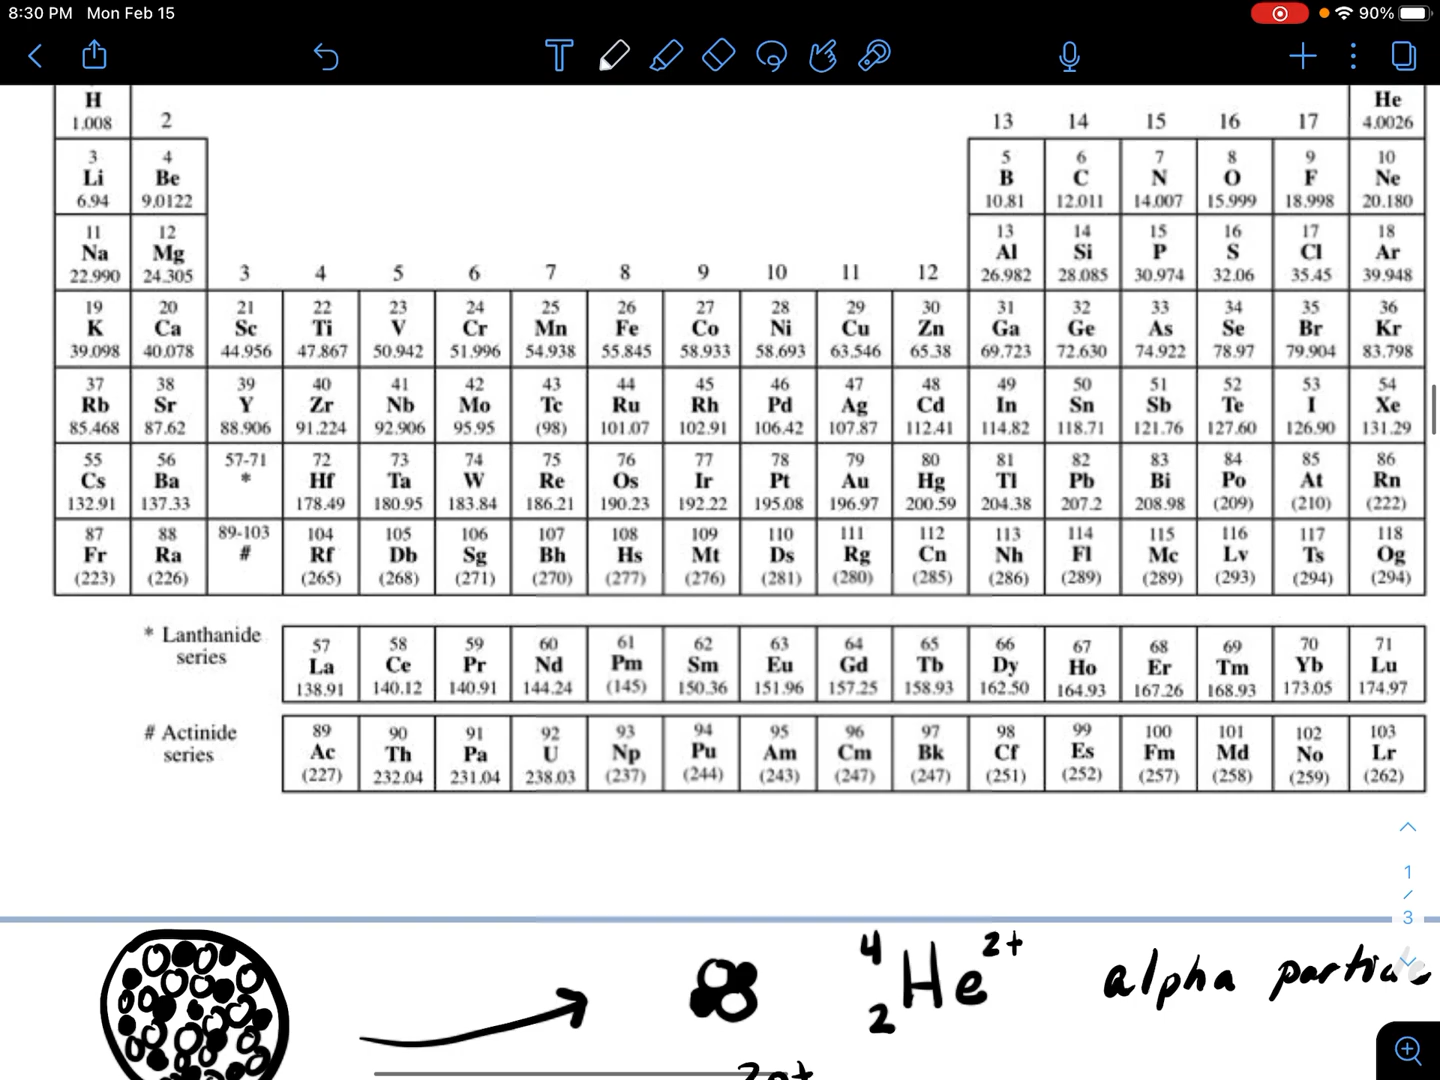 8:30 PM Mon Feb 15 90%
H He
1.008 2 13 14 15 16 17 4.0026
3 4 5 6 7 8 9 10
Li Be B C N O F Ne
6.94 9.0122 10.81 12.011 14.007 15.999 18.998 20.180
11 12 13 14 15 16 17 18
Na Mg Al Si P S Cl Ar
22.990 24.305 3 4 5 6 7 8 9 10 11 12 26.982 28.085 30.974 32.06 35.45 39.948
19 20 21 22 23 24 25 26 27 28 29 30 31 32 33 34 35 36
K Ca Sc Ti V Cr Mn Fe Co Ni Cu Zn Ga Ge As Se Br Kr
39.098 40.078 44.956 47.867 50.942 51.996 54.938 55.845 58.933 58.693 63.546 65.38 69.723 72.630 74.922 78.97 79.904 83.798
37 38 39 40 41 42 43 44 45 46 47 48 49 50 51 52 53 54
Rb Sr Y Zr Nb Mo Tc Ru Rh Pd Ag Cd In Sn Sb Te I Xe
85.468 87.62 88.906 91.224 92.906 95.95 (98) 101.07 102.91 106.42 107.87 112.41 114.82 118.71 121.76 127.60 126.90 131.29
55 56 57-71 72 73 74 75 76 77 78 79 80 81 82 83 84 85 86
Cs Ba * Hf Ta W Re Os Ir Pt Au Hg Tl Pb Bi Po At Rn
132.91 137.33 178.49 180.95 183.84 186.21 190.23 192.22 195.08 196.97 200.59 204.38 207.2 208.98 (209) (210) (222)
87 88 89-103 104 105 106 107 108 109 110 111 112 113 114 115 116 117 118
Fr Ra # Rf Db Sg Bh Hs Mt Ds Rg Cn Nh Fl Mc Lv Ts Og
(223) (226) (265) (268) (271) (270) (277) (276) (281) (280) (285) (286) (289) (289) (293) (294) (294)
* Lanthanide
series
57 58 59 60 61 62 63 64 65 66 67 68 69 70 71
La Ce Pr Nd Pm Sm Eu Gd Tb Dy Ho Er Tm Yb Lu
138.91 140.12 140.91 144.24 (145) 150.36 151.96 157.25 158.93 162.50 164.93 167.26 168.93 173.05 174.97
# Actinide
series
89 90 91 92 93 94 95 96 97 98 99 100 101 102 103
Ac Th Pa U Np Pu Am Cm Bk Cf Es Fm Md No Lr
(227) 232.04 231.04 238.03 (237) (244) (243) (247) (247) (251) (252) (257) (258) (259) (262)
1
/
3
4 2 He 2+ alpha particle